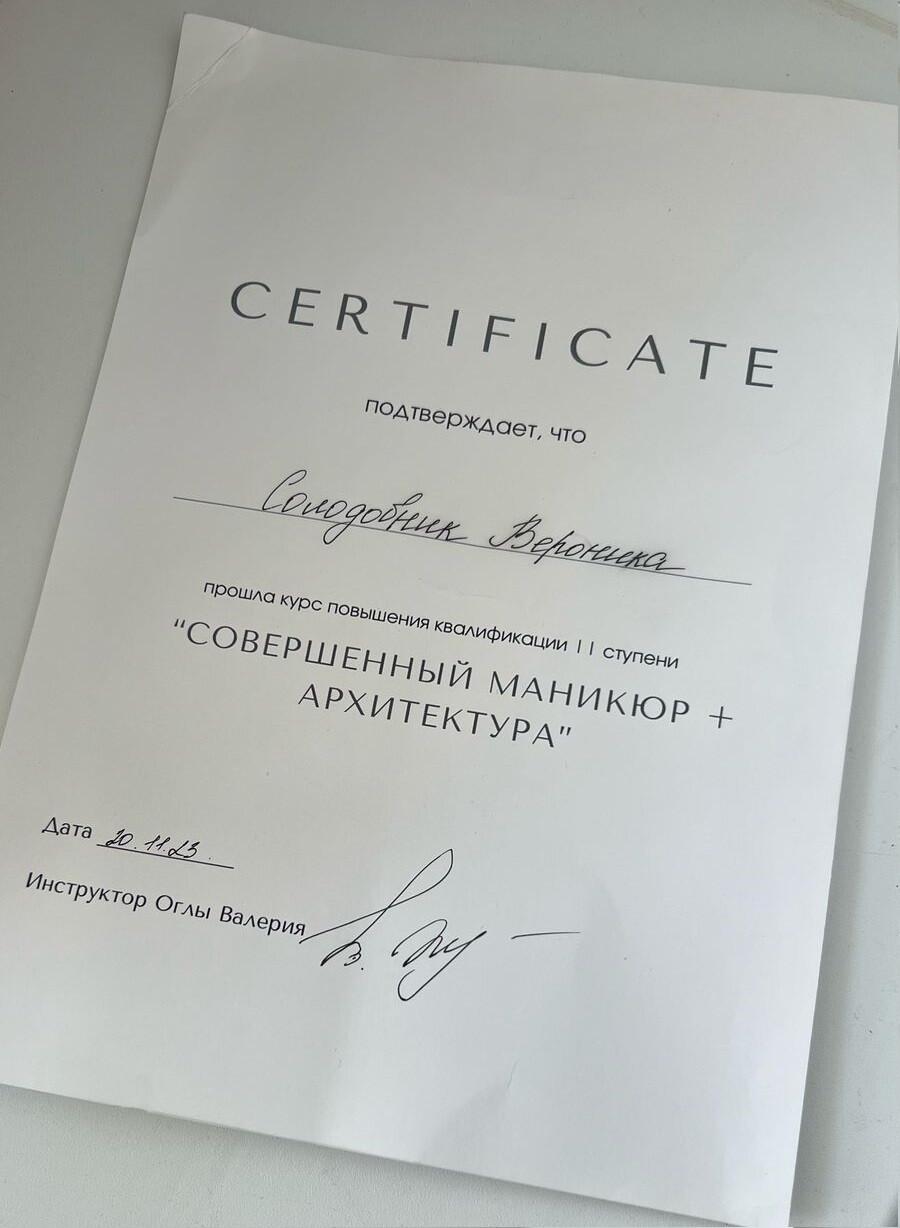 CERTIFICATE
подтверждает, что
Солодовник Вероника
прошла курс повышения квалификации II ступени
"СОВЕРШЕННЫЙ МАНИКЮР +
АРХИТЕКТУРА"
Дата 20.11.23.
Инструктор Оглы Валерия